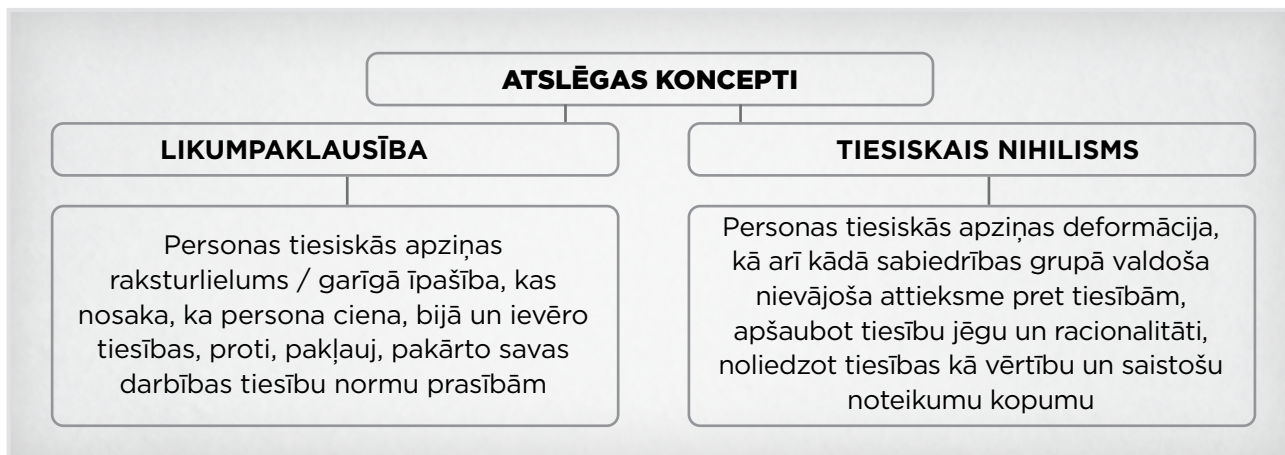 ATSLĒGAS KONCEPTI
LIKUMPAKLAUSĪBA
Personas tiesiskās apziņas
raksturlielums / garīgā īpašība, kas
nosaka, ka persona ciena, bijā un ievēro
tiesības, proti, pakļauj, pakārto savas
darbības tiesību normu prasībām
TIESISKAIS NIHILISMS
Personas tiesiskās apziņas deformācija,
kā arī kādā sabiedrības grupā valdoša
nievājoša attieksme pret tiesībām,
apšaubot tiesību jēgu un racionalitāti,
noliedzot tiesības kā vērtību un saistošu
noteikumu kopumu